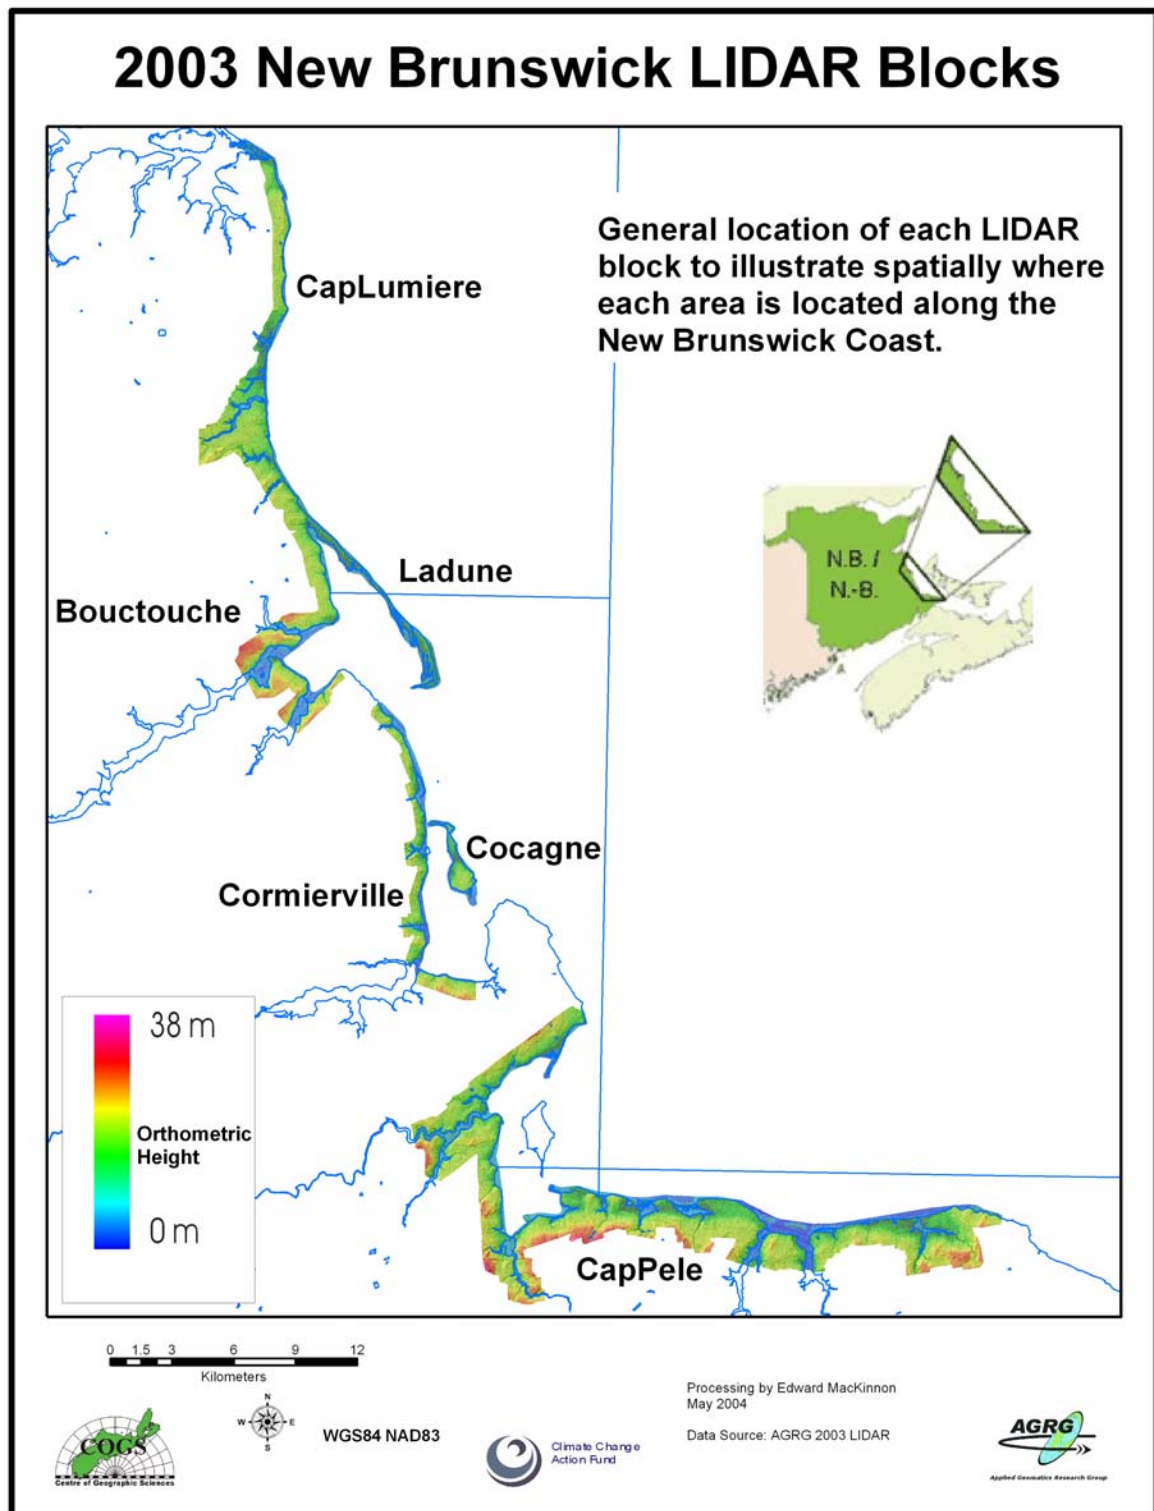 2003 New Brunswick LIDAR Blocks
General location of each LIDAR
block to illustrate spatially where
each area is located along the
New Brunswick Coast.
CapLumiere
N.B. /
N.-B.
Ladune
Bouctouche
Cocagne
Cormierville
38 m
Orthometric
Height
0 m
CapPele
0 1.5 3 6 9 12
Kilometers
N
W E
S
WGS84 NAD83
Processing by Edward MacKinnon
May 2004
Data Source: AGRG 2003 LIDAR
COGS
Centre of Geographic Sciences
Climate Change
Action Fund
AGRG
Applied Geomatics Research Group